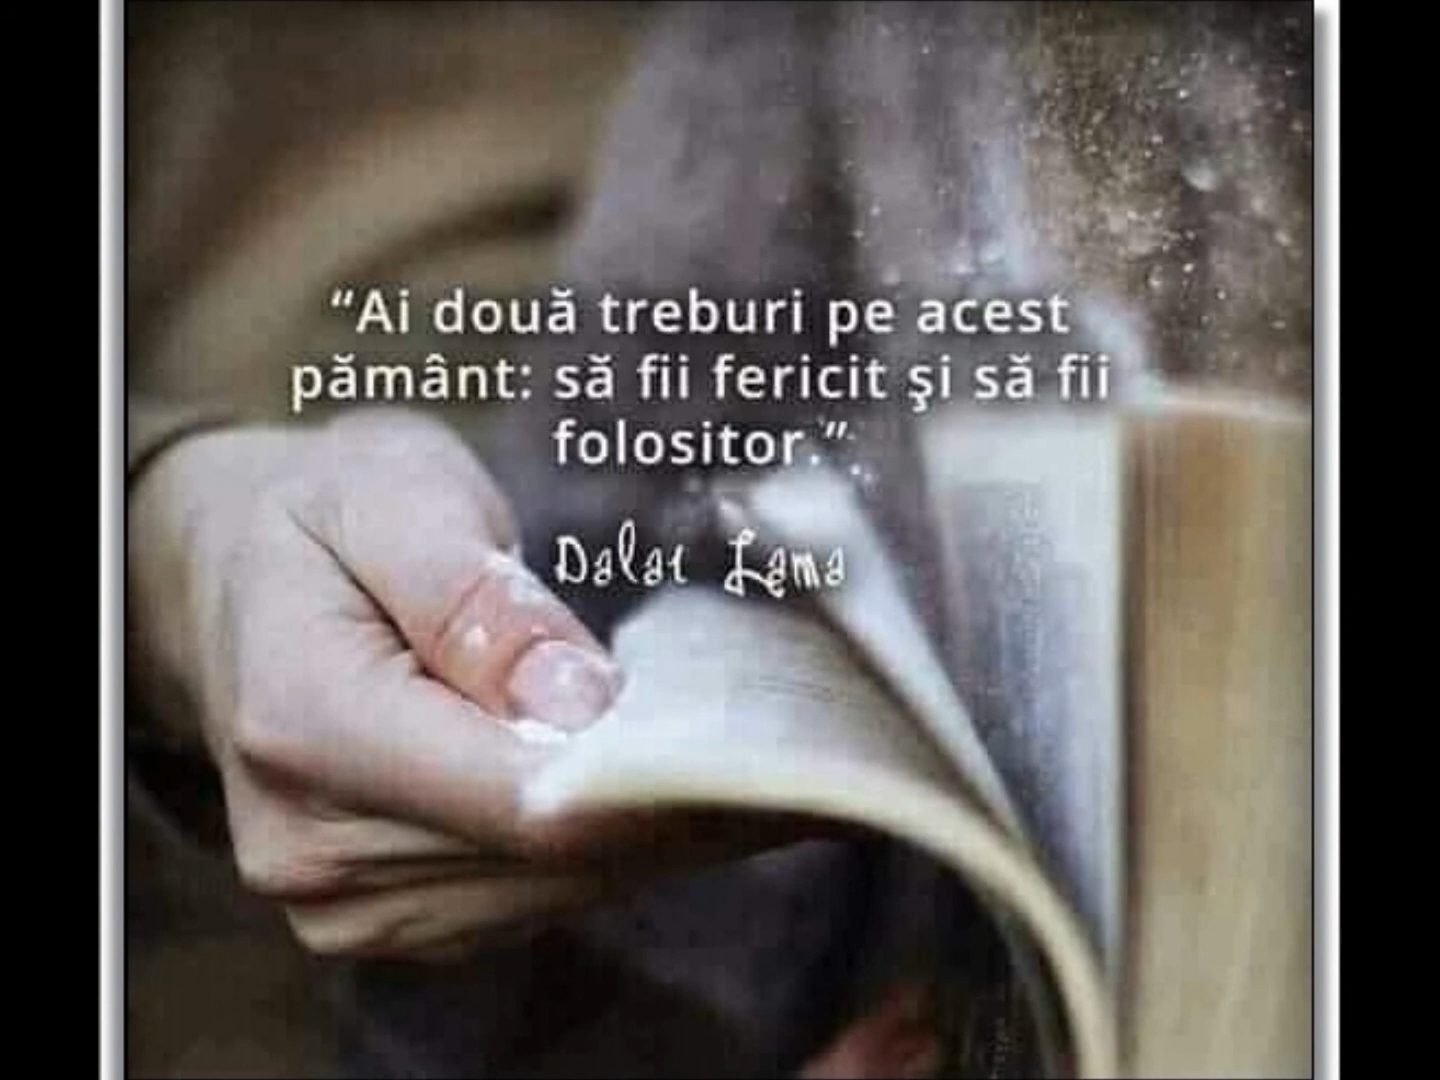 “Ai două treburi pe acest
pământ: să fii fericit şi să fii
folositor.”
Dalai Lama